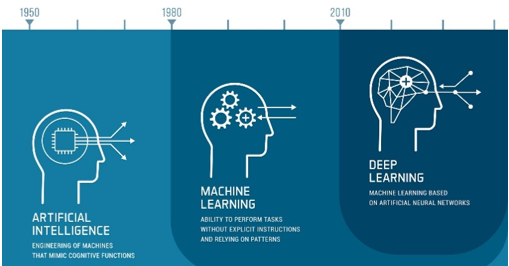 1950
1980
2010
ARTIFICIAL
INTELLIGENCE
ENGINEERING OF MACHINES
THAT MIMIC COGNITIVE FUNCTIONS
MACHINE
LEARNING
ABILITY TO PERFORM TASKS
WITHOUT EXPLICIT INSTRUCTIONS
AND RELYING ON PATTERNS
DEEP
LEARNING
MACHINE LEARNING BASED
ON ARTIFICIAL NEURAL NETWORKS